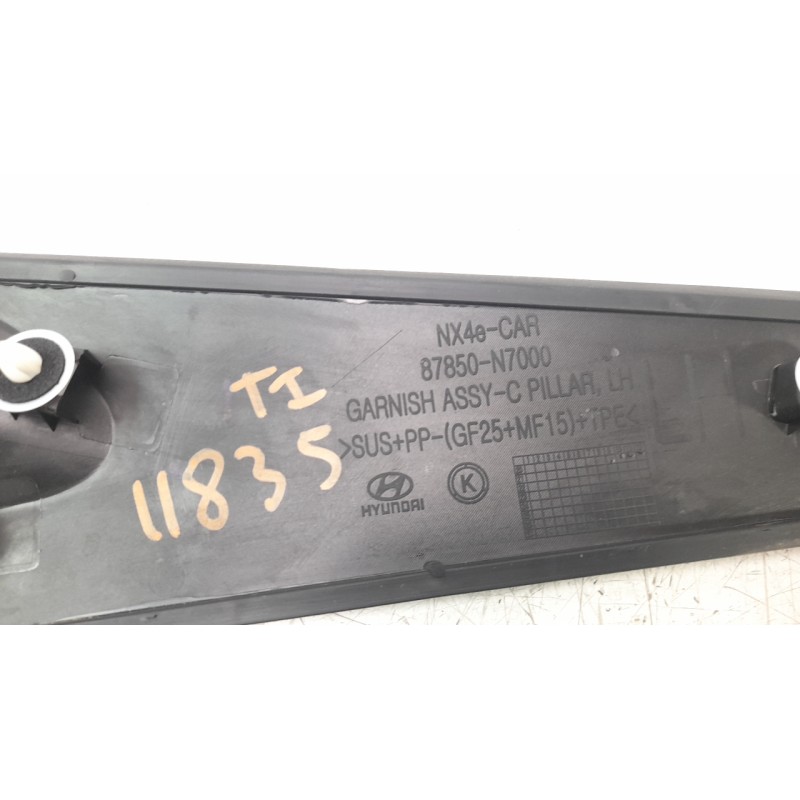 NX4e-CAR
87850-N7000
GARNISH ASSY-C PILLAR, LH
>SUS+PP-(GF25+MF15)+TPE<
HYUNDAI
K
TI
11835